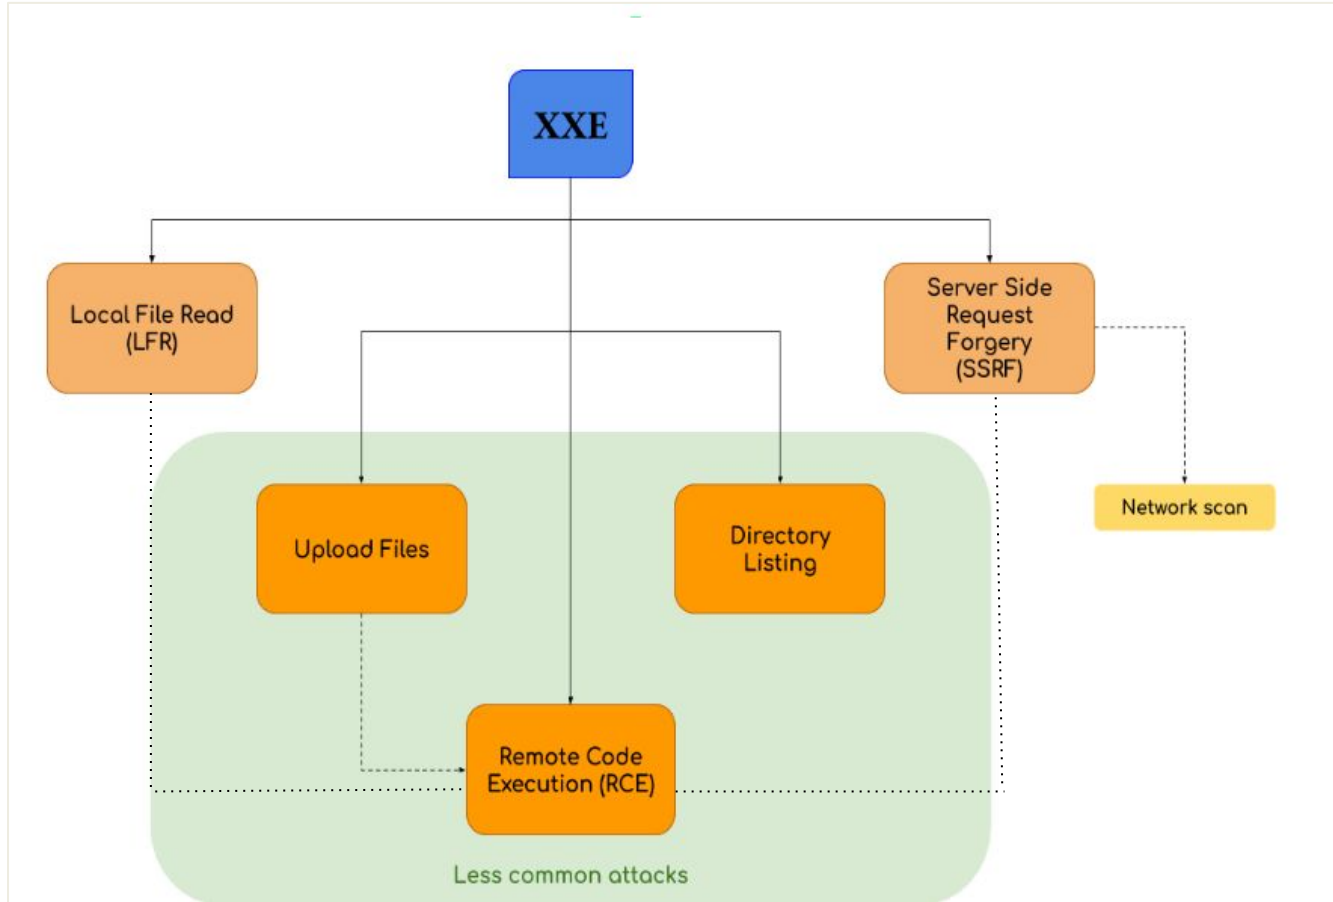 XXE
Local File Read
(LFR)
Server Side
Request
Forgery
(SSRF)
Upload Files
Directory
Listing
Network scan
Remote Code
Execution (RCE)
Less common attacks